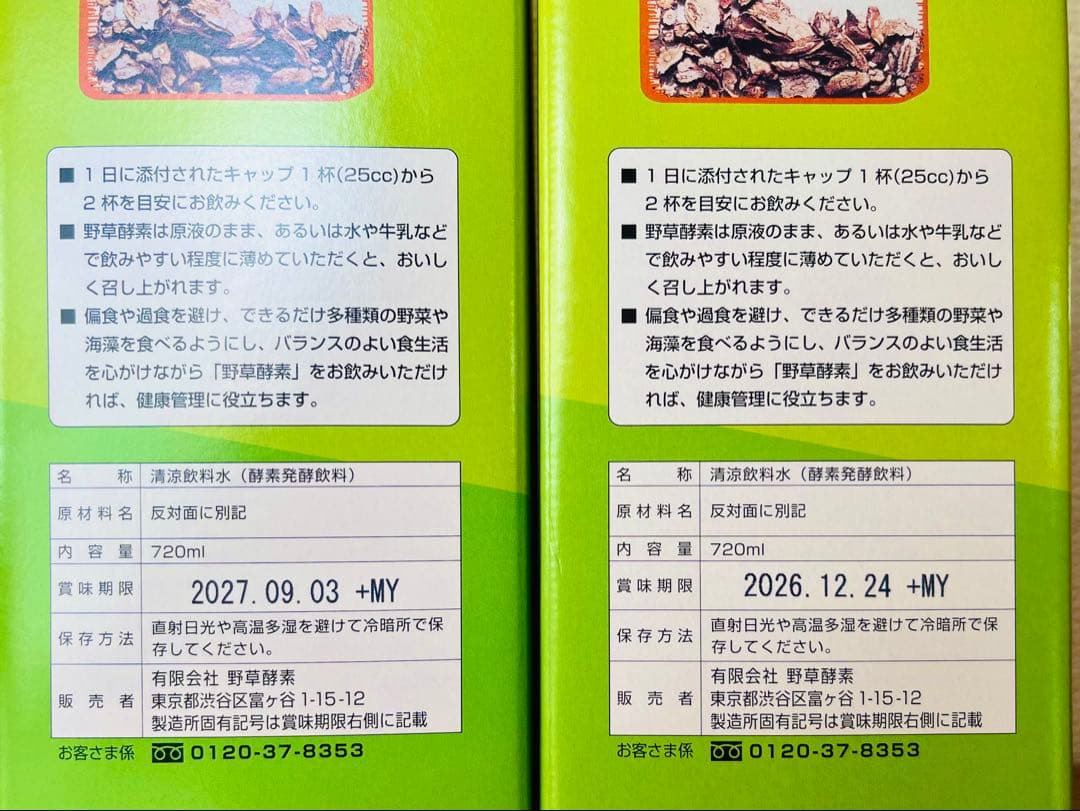 ■ 1日に添付されたキャップ1杯(25cc)から
2杯を目安にお飲みください。
■ 野草酵素は原液のまま、あるいは水や牛乳など
で飲みやすい程度に薄めていただくと、おいし
く召し上がれます。
■ 偏食や過食を避け、できるだけ多種類の野菜や
海藻を食べるようにし、バランスのよい食生活
を心がけながら「野草酵素」をお飲みいただけ
れば、健康管理に役立ちます。
名称 清涼飲料水（酵素発酵飲料）
原材料名 反対面に別記
内容量 720ml
賞味期限 2027.09.03 +MY
保存方法 直射日光や高温多湿を避けて冷暗所で保
存してください。
販売者 有限会社 野草酵素
東京都渋谷区富ヶ谷1-15-12
製造所固有記号は賞味期限右側に記載
お客さま係 0120-37-8353
■ 1日に添付されたキャップ1杯(25cc)から
2杯を目安にお飲みください。
■ 野草酵素は原液のまま、あるいは水や牛乳など
で飲みやすい程度に薄めていただくと、おいし
く召し上がれます。
■ 偏食や過食を避け、できるだけ多種類の野菜や
海藻を食べるようにし、バランスのよい食生活
を心がけながら「野草酵素」をお飲みいただけ
れば、健康管理に役立ちます。
名称 清涼飲料水（酵素発酵飲料）
原材料名 反対面に別記
内容量 720ml
賞味期限 2026.12.24 +MY
保存方法 直射日光や高温多湿を避けて冷暗所で保
存してください。
販売者 有限会社 野草酵素
東京都渋谷区富ヶ谷1-15-12
製造所固有記号は賞味期限右側に記載
お客さま係 0120-37-8353